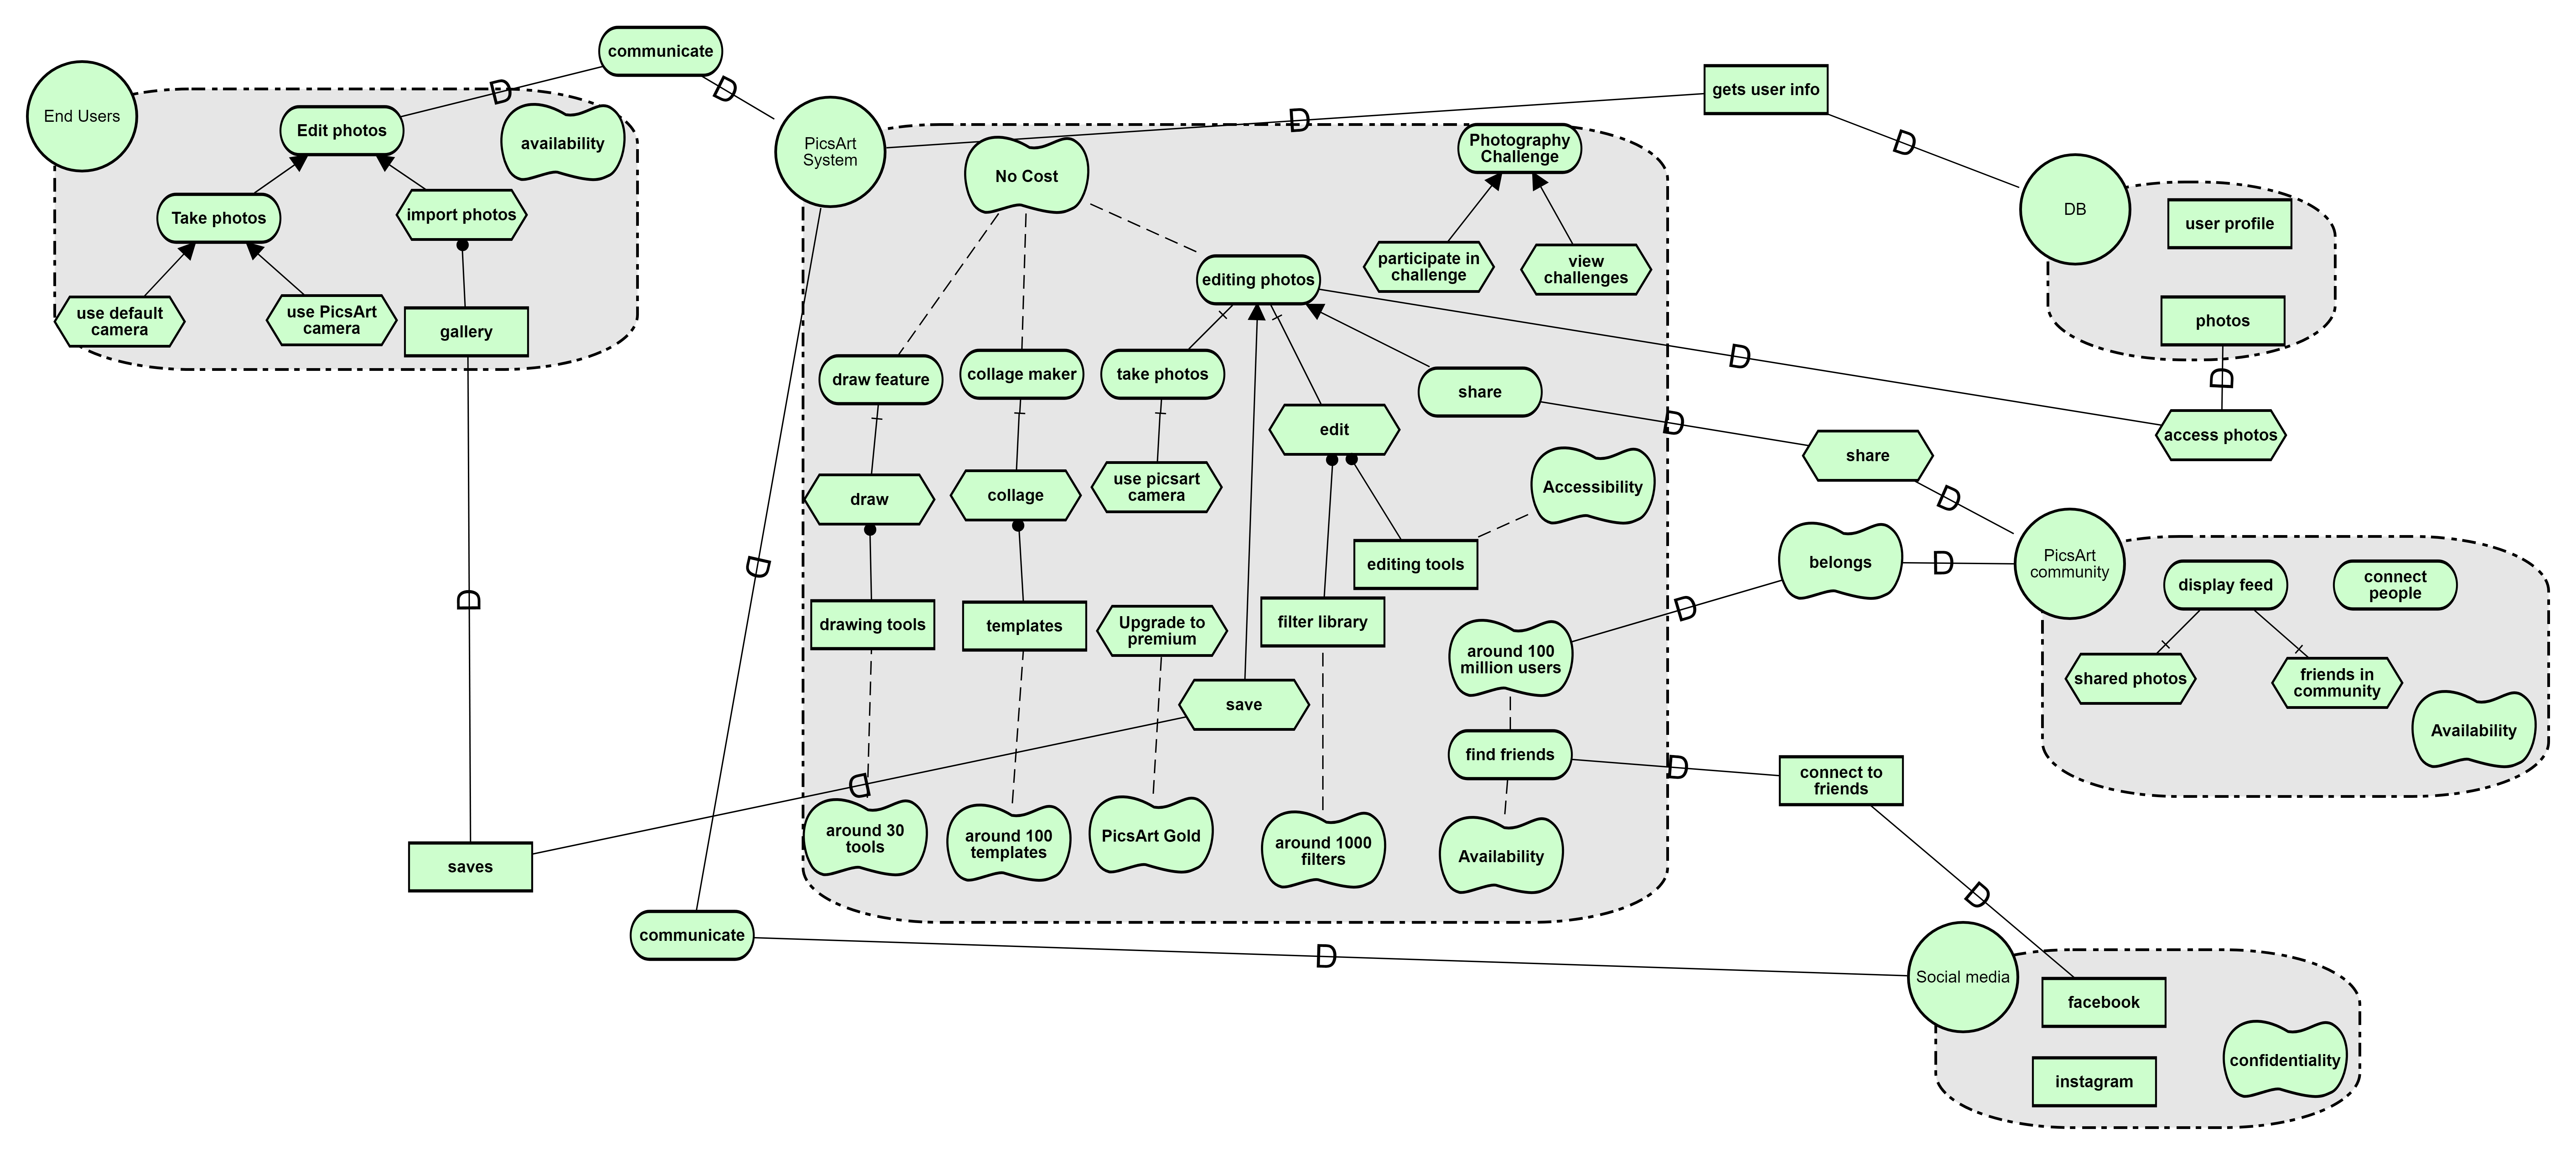 communicate
D
D
End Users
Edit photos
availability
Take photos
import photos
use default
camera
use PicsArt
camera
gallery
D
saves
D
PicsArt
System
D
gets user info
D
No Cost
Photography
Challenge
participate in
challenge
view
challenges
editing photos
D
draw feature
collage maker
take photos
share
D
edit
draw
collage
use picsart
camera
Accessibility
editing tools
drawing tools
templates
Upgrade to
premium
filter library
around 100
million users
D
save
find friends
D
around 30
tools
around 100
templates
PicsArt Gold
around 1000
filters
Availability
D
communicate
D
DB
user profile
photos
D
access photos
share
D
belongs
D
PicsArt
community
display feed
connect
people
shared photos
friends in
community
Availability
connect to
friends
D
Social media
facebook
instagram
confidentiality